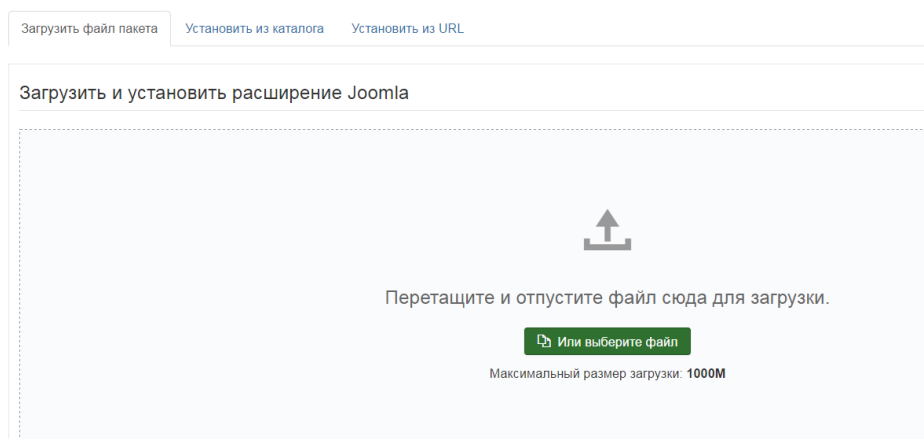 Загрузить файл пакета Установить из каталога Установить из URL
Загрузить и установить расширение Joomla
Перетащите и отпустите файл сюда для загрузки.
Или выберите файл
Максимальный размер загрузки: 1000M